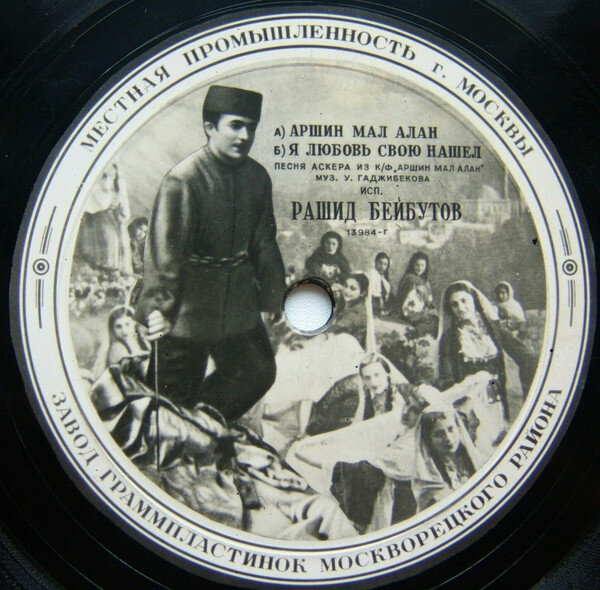 МЕСТНАЯ ПРОМЫШЛЕННОСТЬ г. МОСКВЫ
А) АРШИН МАЛ АЛАН
Б) Я ЛЮБОВЬ СВОЮ НАШЕЛ
ПЕСНЯ АСКЕРА ИЗ К/Ф „АРШИН МАЛ АЛАН"
МУЗ. У. ГАДЖИБЕКОВА
ИСП.
РАШИД БЕЙБУТОВ
13984-Г
ЗАВОД ГРАММПЛАСТИНОК МОСКВОРЕЦКОГО РАЙОНА